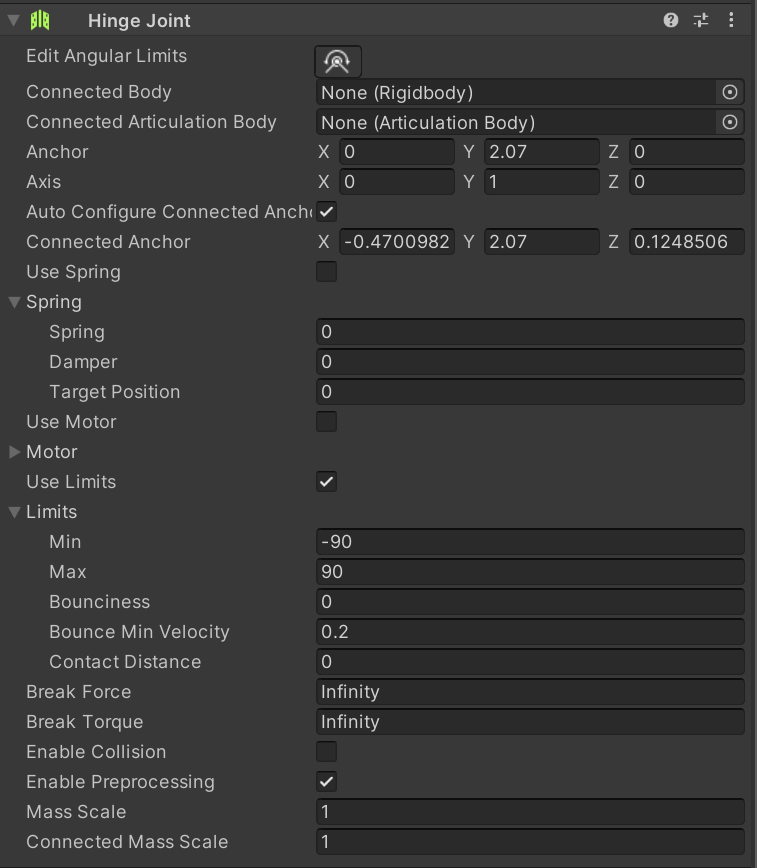 Hinge Joint
Edit Angular Limits
Connected Body None (Rigidbody)
Connected Articulation Body None (Articulation Body)
Anchor X 0 Y 2.07 Z 0
Axis X 0 Y 1 Z 0
Auto Configure Connected Ancho
Connected Anchor X -0.4700982 Y 2.07 Z 0.1248506
Use Spring
Spring
Spring 0
Damper 0
Target Position 0
Use Motor
Motor
Use Limits
Limits
Min -90
Max 90
Bounciness 0
Bounce Min Velocity 0.2
Contact Distance 0
Break Force Infinity
Break Torque Infinity
Enable Collision
Enable Preprocessing
Mass Scale 1
Connected Mass Scale 1